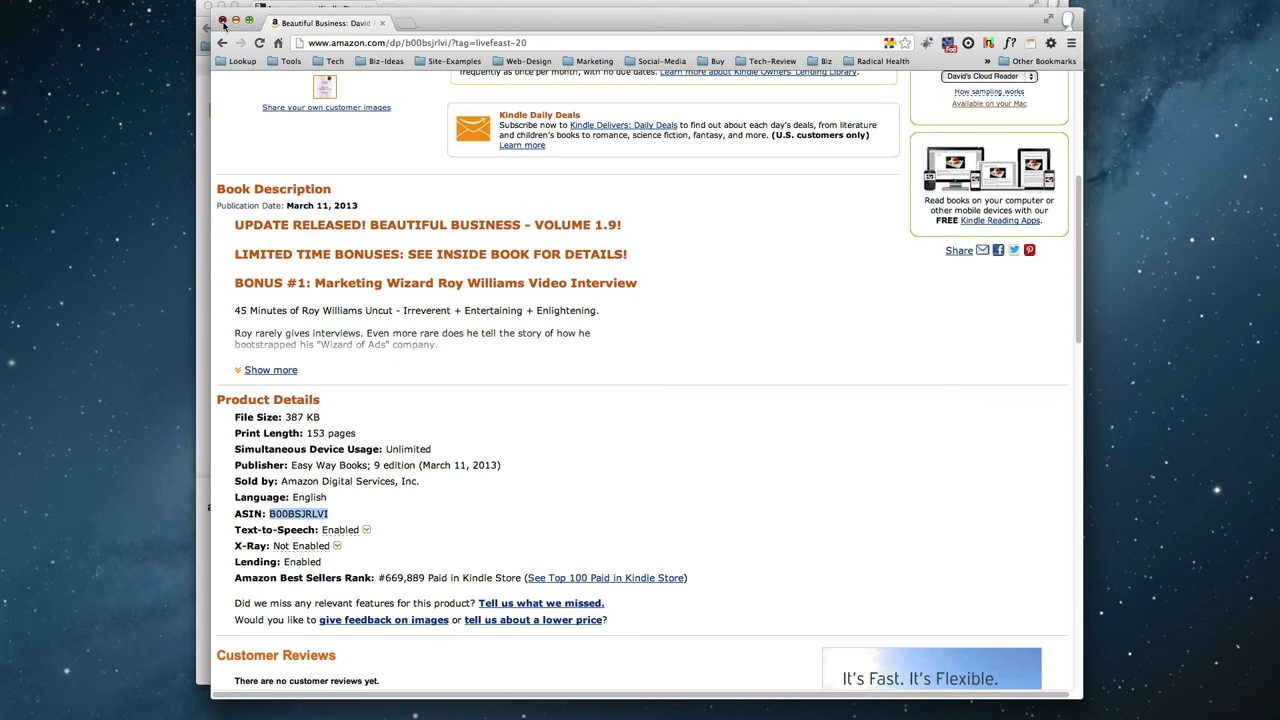 Beautiful Business: David
www.amazon.com/dp/b00bsjrlvi/?tag=livefeast-20
Lookup Tools Tech Biz-Ideas Site-Examples Web-Design Marketing Social-Media Buy Tech-Review Biz Radical Health » Other Bookmarks
frequently as once per month, with no due dates. Learn more about Kindle Owners' Lending Library.
Share your own customer images
Kindle Daily Deals
Subscribe now to Kindle Delivers: Daily Deals to find out about each day's deals, from literature
and children's books to romance, science fiction, fantasy, and more. (U.S. customers only)
Learn more
David's Cloud Reader
How sampling works
Available on your Mac
Read books on your computer or
other mobile devices with our
FREE Kindle Reading Apps.
Share
Book Description
Publication Date: March 11, 2013
UPDATE RELEASED! BEAUTIFUL BUSINESS - VOLUME 1.9!
LIMITED TIME BONUSES: SEE INSIDE BOOK FOR DETAILS!
BONUS #1: Marketing Wizard Roy Williams Video Interview
45 Minutes of Roy Williams Uncut - Irreverent + Entertaining + Enlightening.
Roy rarely gives interviews. Even more rare does he tell the story of how he
bootstrapped his "Wizard of Ads" company.
Show more
Product Details
File Size: 387 KB
Print Length: 153 pages
Simultaneous Device Usage: Unlimited
Publisher: Easy Way Books; 9 edition (March 11, 2013)
Sold by: Amazon Digital Services, Inc.
Language: English
ASIN: B00BSJRLVI
Text-to-Speech: Enabled
X-Ray: Not Enabled
Lending: Enabled
Amazon Best Sellers Rank: #669,889 Paid in Kindle Store (See Top 100 Paid in Kindle Store)
Did we miss any relevant features for this product? Tell us what we missed.
Would you like to give feedback on images or tell us about a lower price?
Customer Reviews
There are no customer reviews yet.
It's Fast. It's Flexible.